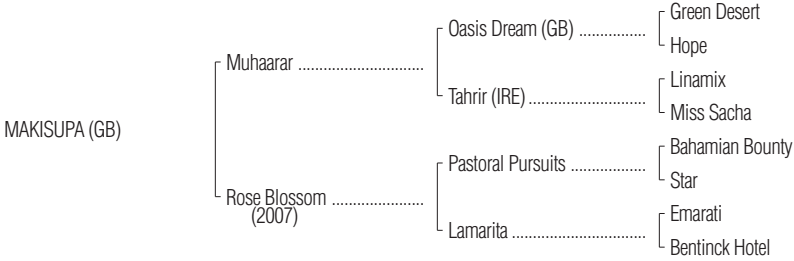 Green Desert
Oasis Dream (GB) ................
Hope
Muhaarar ..............................
Linamix
Tahrir (IRE) ............................
Miss Sacha
MAKISUPA (GB)
Bahamian Bounty
Pastoral Pursuits ..................
Star
Rose Blossom ......................
(2007)
Emarati
Lamarita ................................
Bentinck Hotel